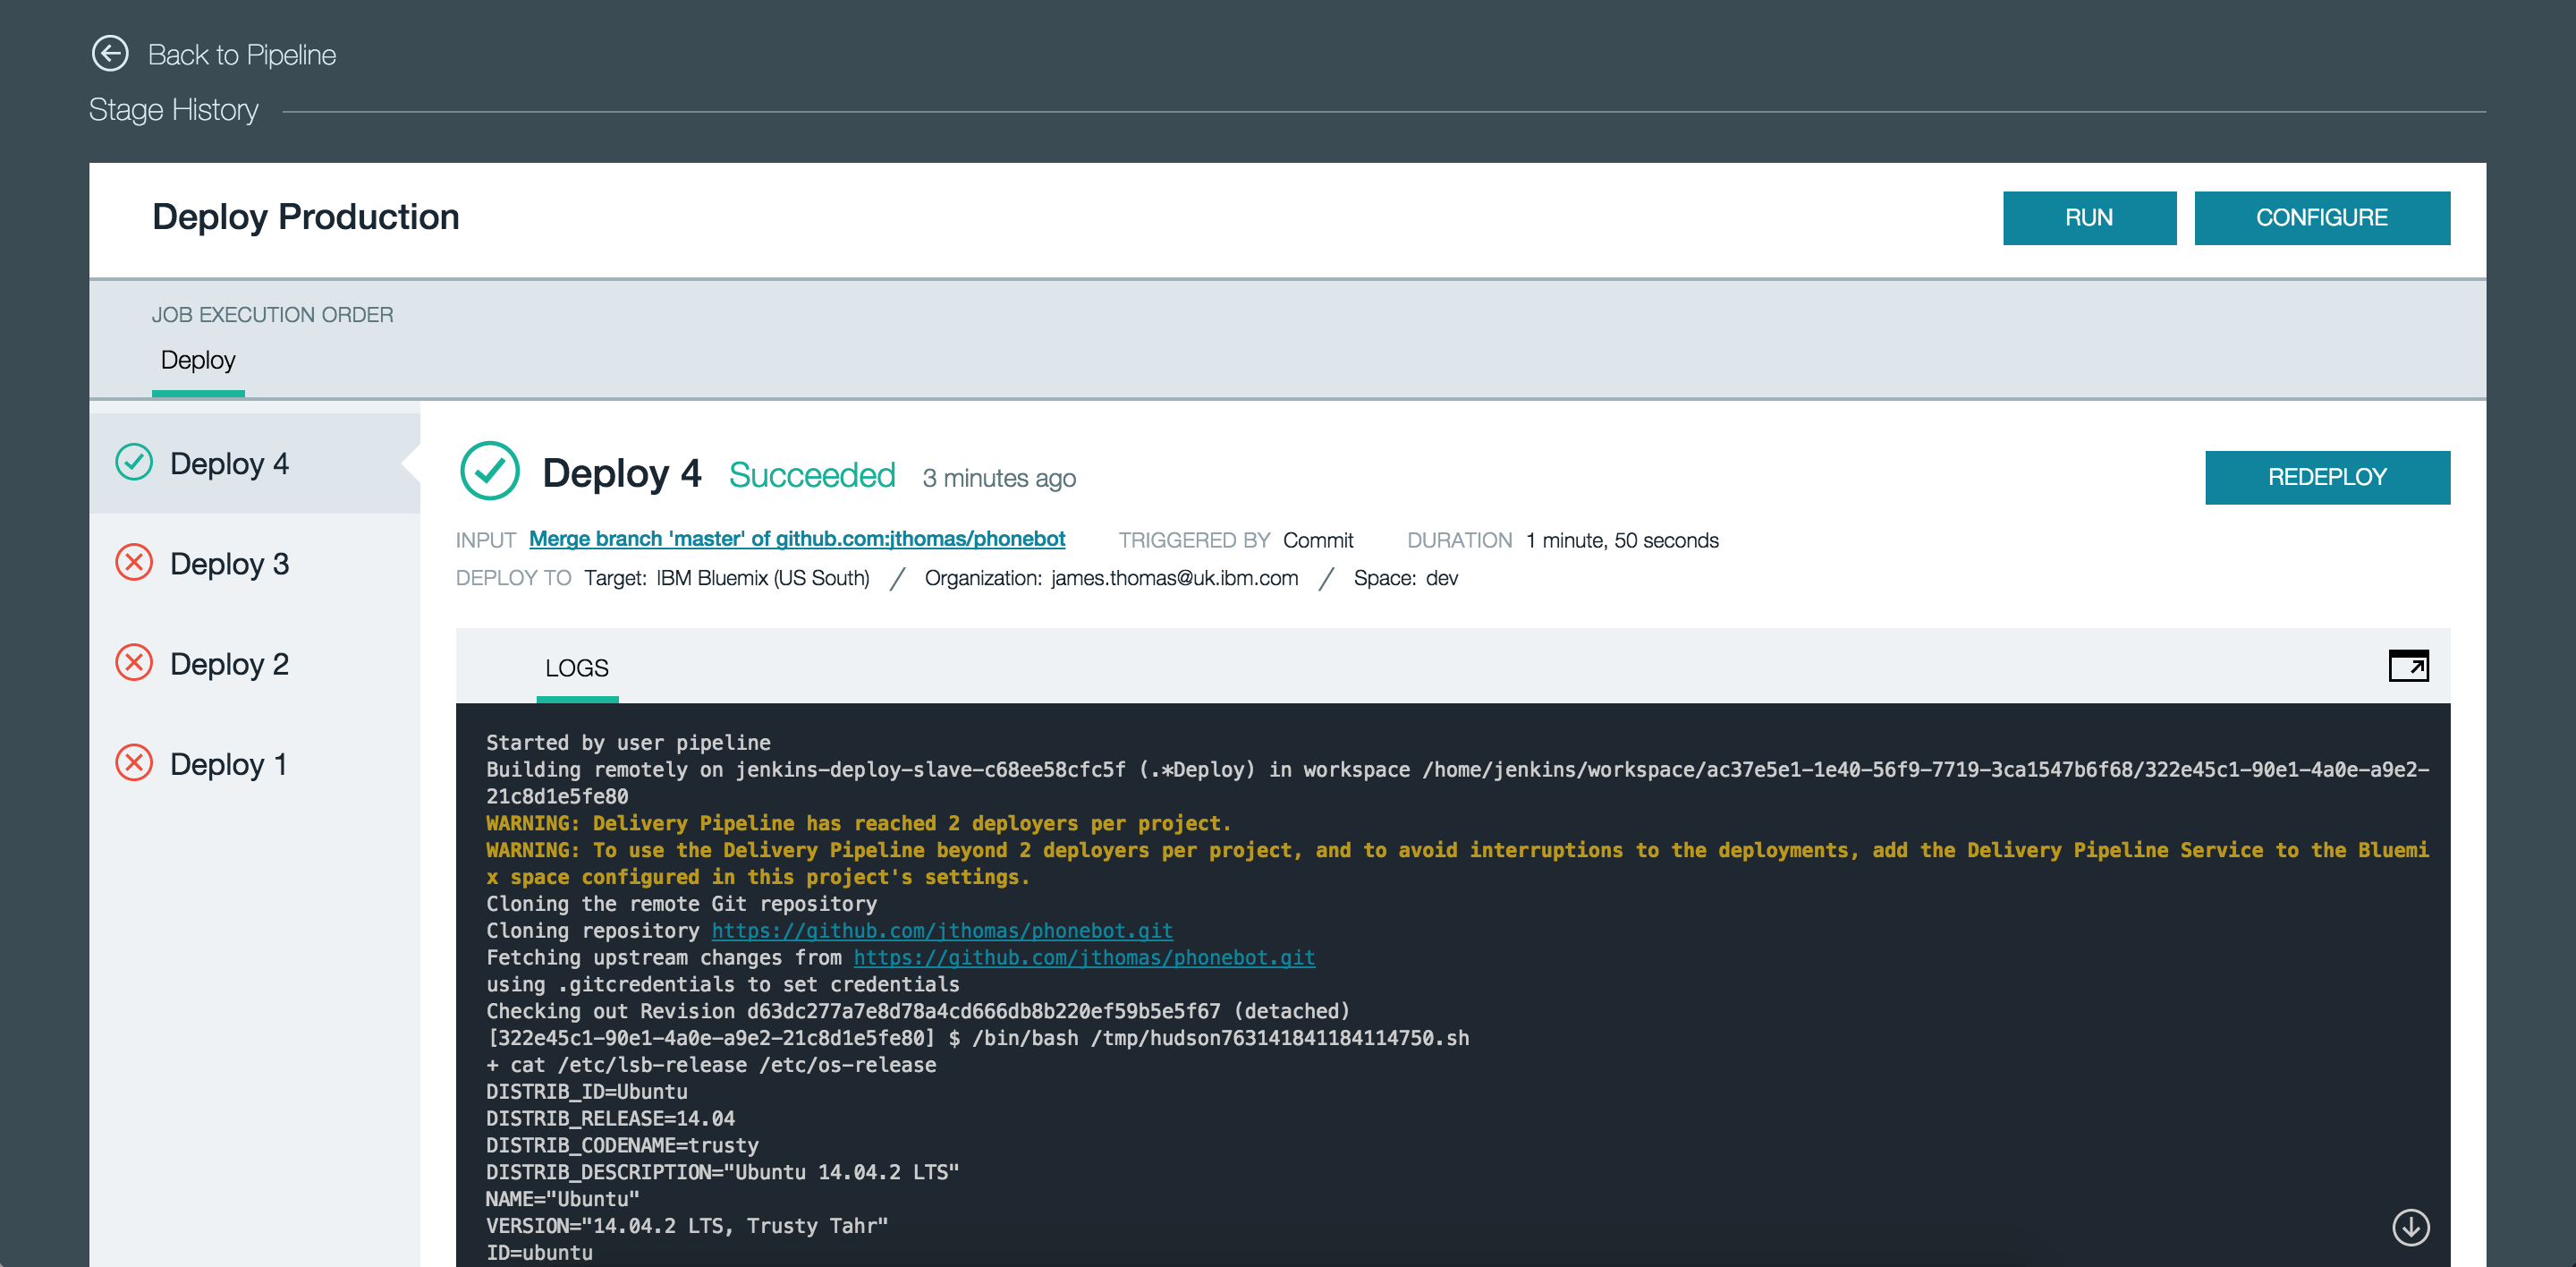 Back to Pipeline
Stage History
Deploy Production
RUN
CONFIGURE
JOB EXECUTION ORDER
Deploy
Deploy 4
Deploy 3
Deploy 2
Deploy 1
Deploy 4 Succeeded 3 minutes ago
REDEPLOY
INPUT Merge branch 'master' of github.com:jthomas/phonebot TRIGGERED BY Commit DURATION 1 minute, 50 seconds
DEPLOY TO Target: IBM Bluemix (US South) / Organization: james.thomas@uk.ibm.com / Space: dev
LOGS
Started by user pipeline
Building remotely on jenkins-deploy-slave-c68ee58cfc5f (.*Deploy) in workspace /home/jenkins/workspace/ac37e5e1-1e40-56f9-7719-3ca1547b6f68/322e45c1-90e1-4a0e-a9e2-
21c8d1e5fe80
WARNING: Delivery Pipeline has reached 2 deployers per project.
WARNING: To use the Delivery Pipeline beyond 2 deployers per project, and to avoid interruptions to the deployments, add the Delivery Pipeline Service to the Bluemi
x space configured in this project's settings.
Cloning the remote Git repository
Cloning repository https://github.com/jthomas/phonebot.git
Fetching upstream changes from https://github.com/jthomas/phonebot.git
using .gitcredentials to set credentials
Checking out Revision d63dc277a7e8d78a4cd666db8b220ef59b5e5f67 (detached)
[322e45c1-90e1-4a0e-a9e2-21c8d1e5fe80] $ /bin/bash /tmp/hudson763141841184114750.sh
+ cat /etc/lsb-release /etc/os-release
DISTRIB_ID=Ubuntu
DISTRIB_RELEASE=14.04
DISTRIB_CODENAME=trusty
DISTRIB_DESCRIPTION="Ubuntu 14.04.2 LTS"
NAME="Ubuntu"
VERSION="14.04.2 LTS, Trusty Tahr"
ID=ubuntu